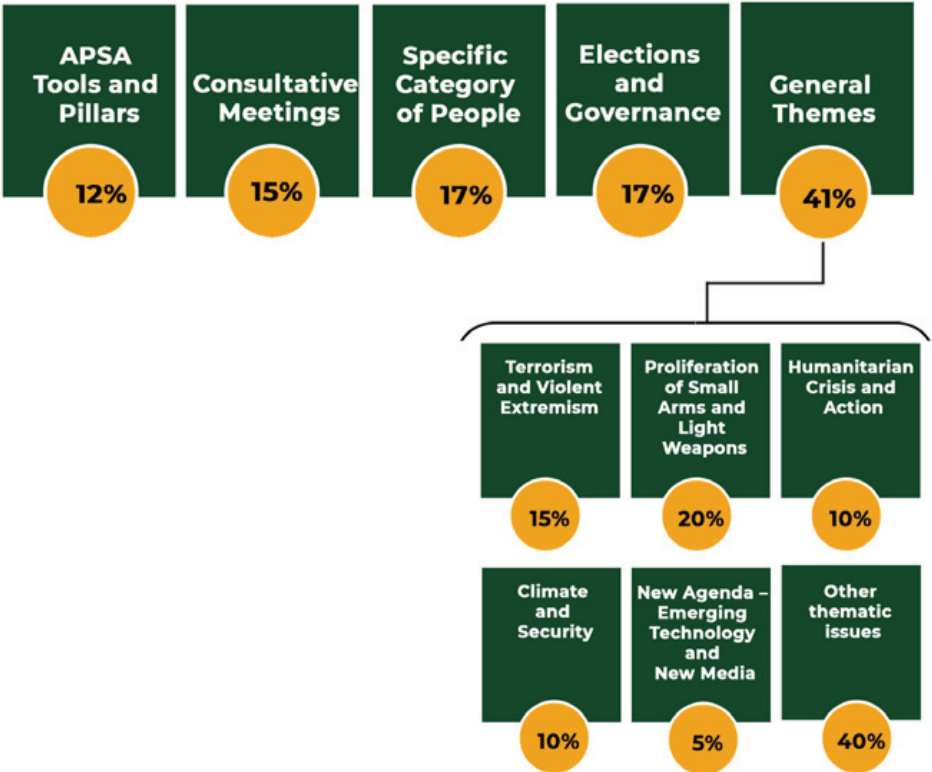 APSA
Tools and
Pillars
12%
Consultative
Meetings
15%
Specific
Category
of People
17%
Elections
and
Governance
17%
General
Themes
41%
Terrorism
and Violent
Extremism
15%
Proliferation
of Small
Arms and
Light
Weapons
20%
Humanitarian
Crisis and
Action
10%
Climate
and
Security
10%
New Agenda –
Emerging
Technology
and
New Media
5%
Other
thematic
issues
40%